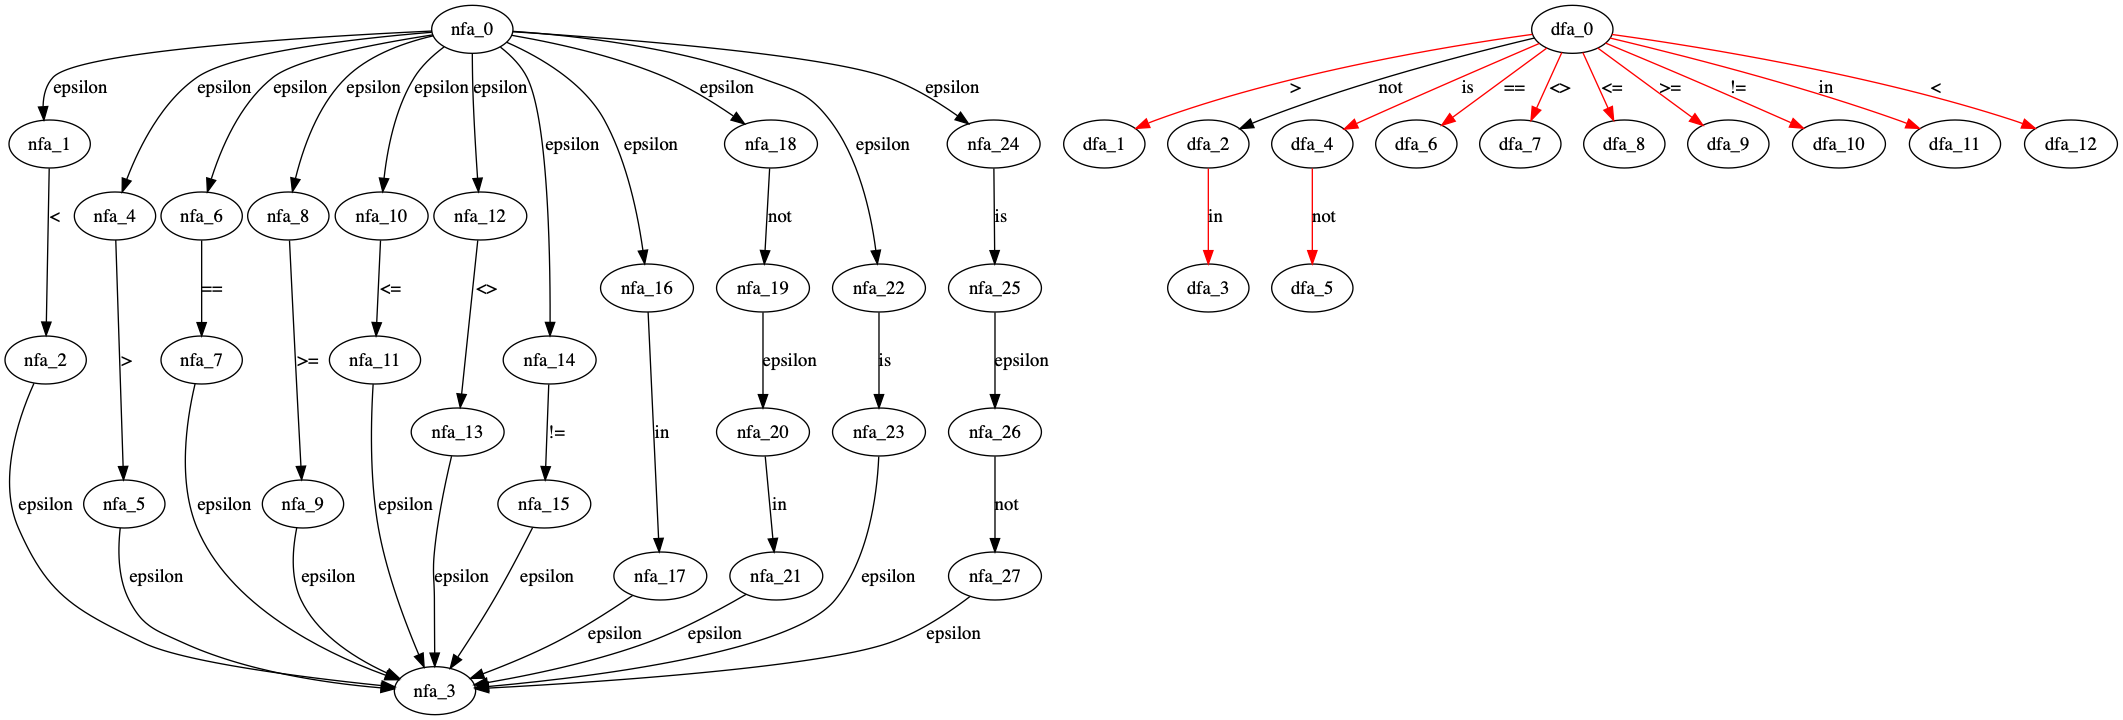 nfa_0 dfa_0
epsilon epsilon epsilon epsilon epsilon epsilon epsilon epsilon > not is == <> <= >= != in <
nfa_1 epsilon epsilon nfa_18 epsilon nfa_24 dfa_1 dfa_2 dfa_4 dfa_6 dfa_7 dfa_8 dfa_9 dfa_10 dfa_11 dfa_12
< nfa_4 nfa_6 nfa_8 nfa_10 nfa_12 not is in not
== <= <> nfa_16 nfa_19 nfa_22 nfa_25 dfa_3 dfa_5
nfa_2 > nfa_7 >= nfa_11 nfa_14 epsilon is epsilon
nfa_13 != in nfa_20 nfa_23 nfa_26
epsilon nfa_5 epsilon nfa_9 epsilon nfa_15 in not
epsilon epsilon epsilon epsilon nfa_17 nfa_21 epsilon nfa_27
epsilon epsilon epsilon
nfa_3